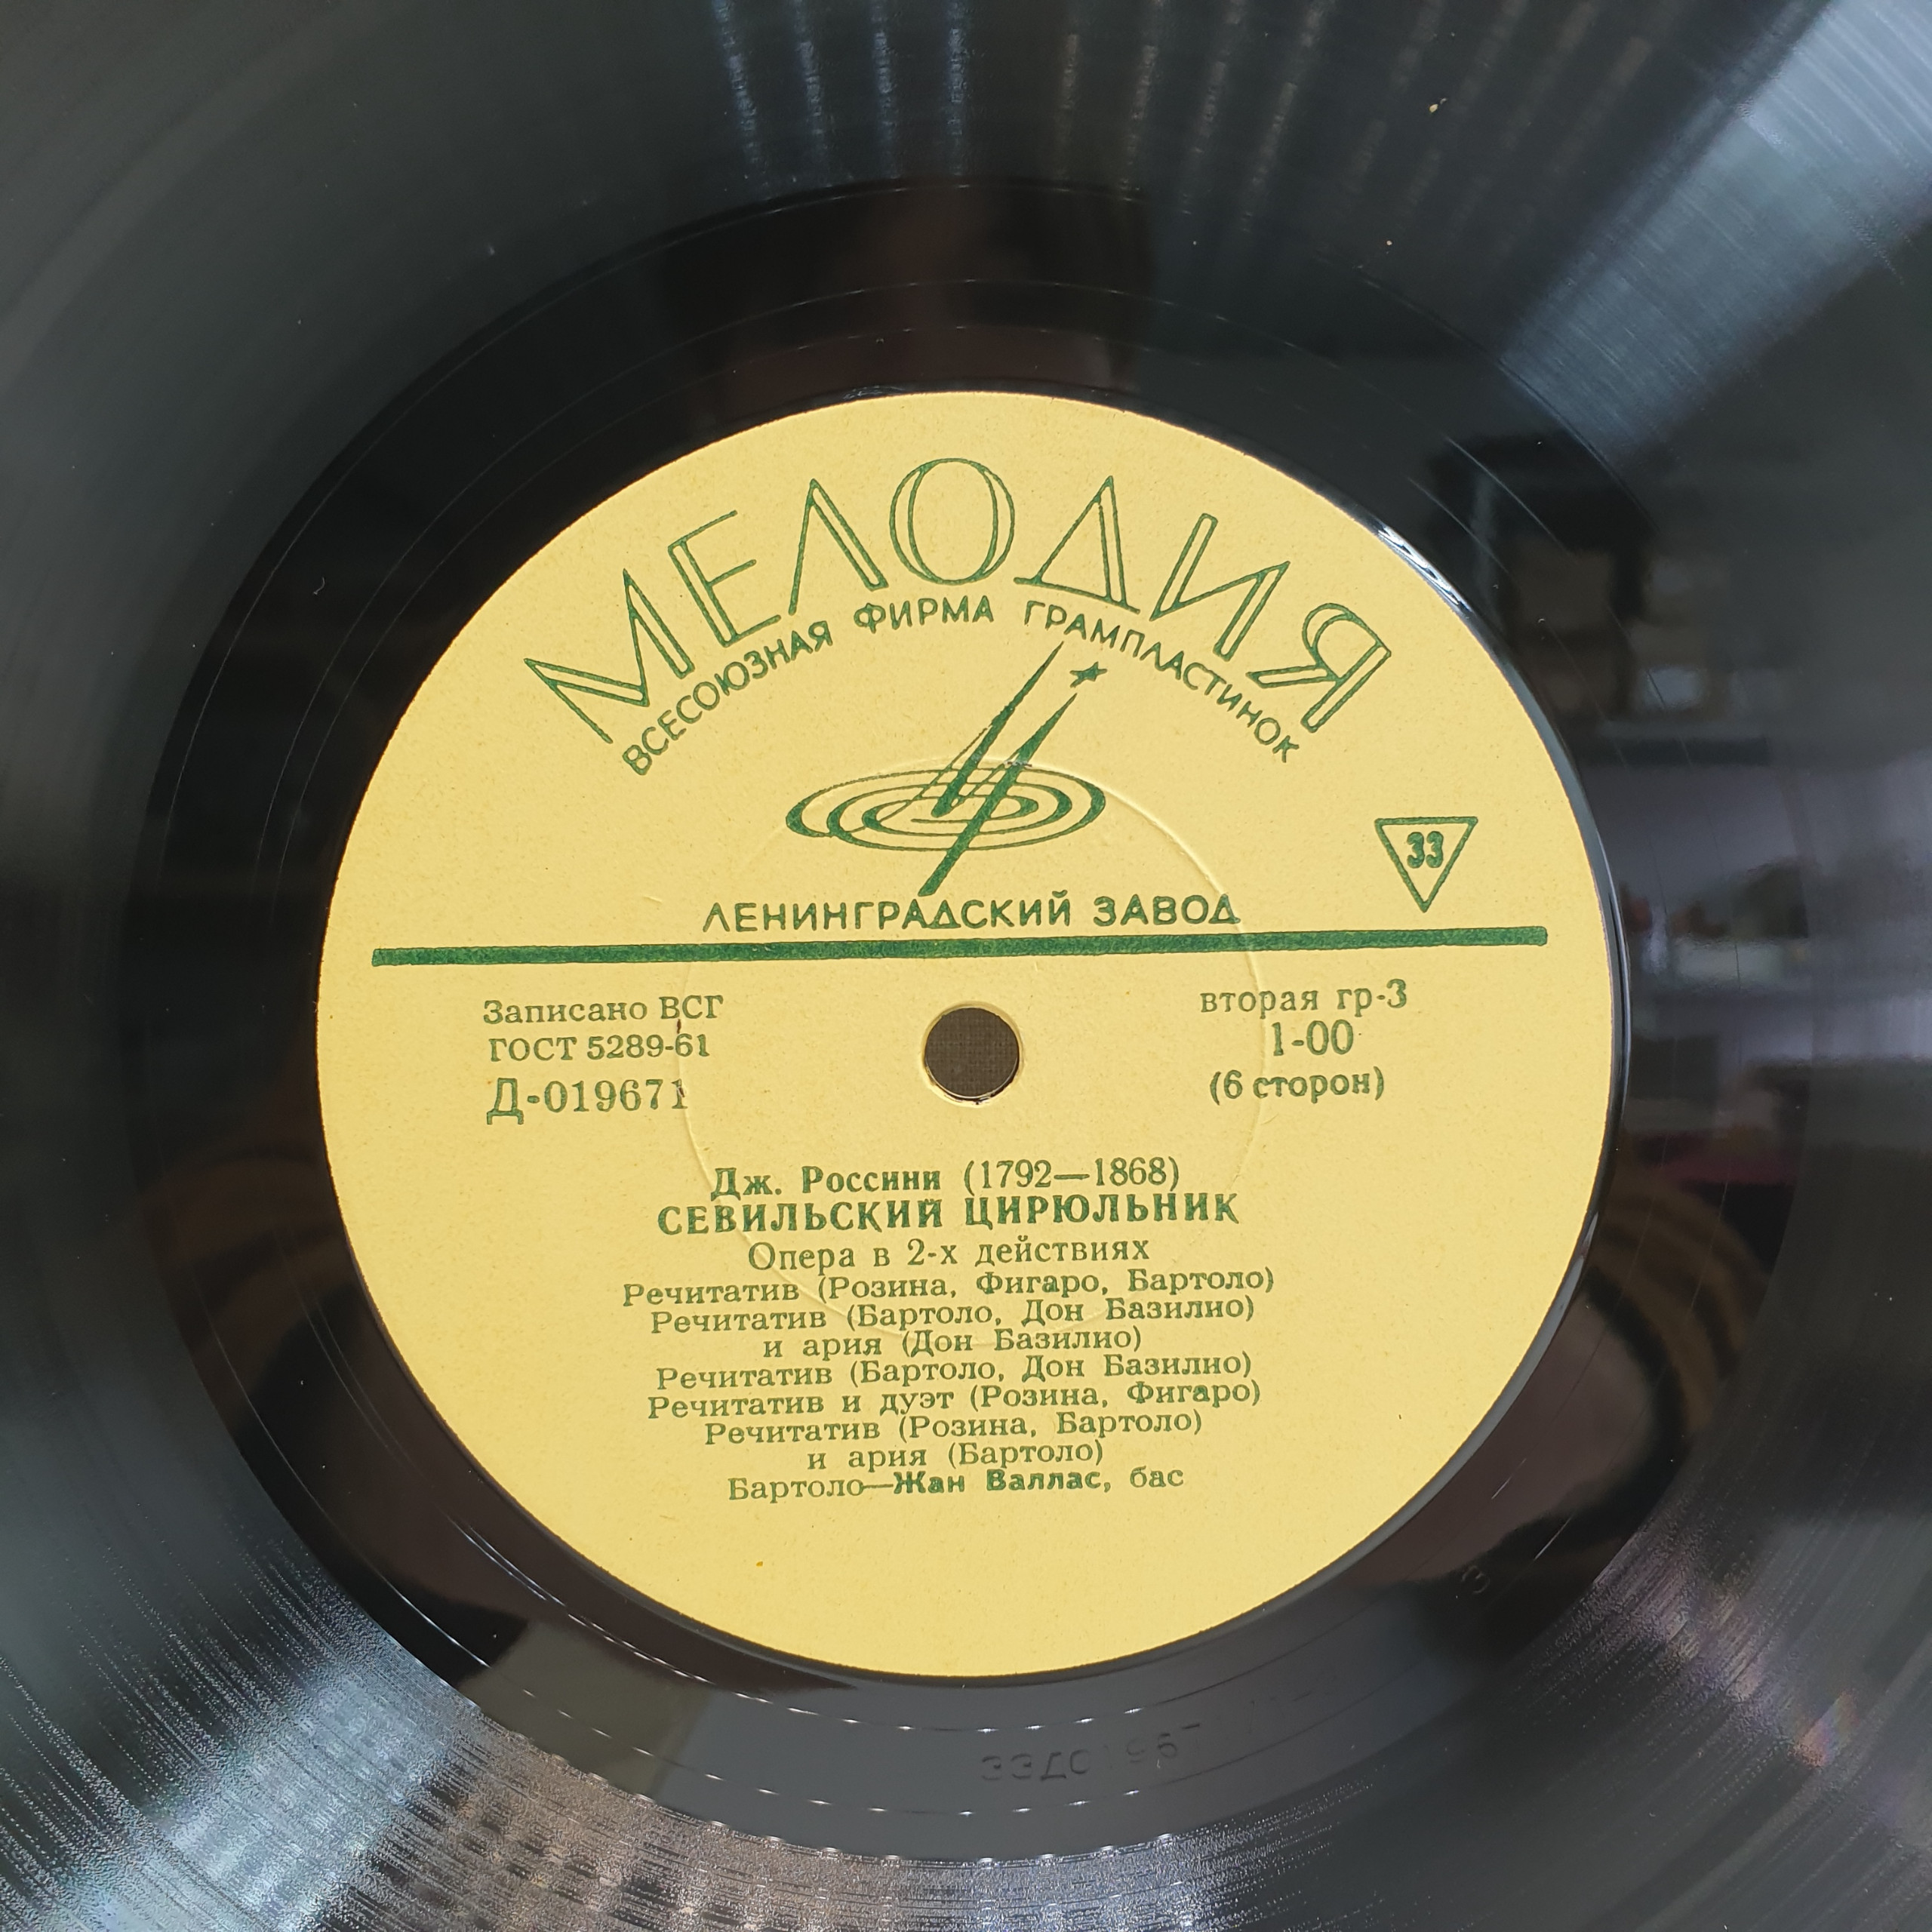 МЕЛОДИЯ
ВСЕСОЮЗНАЯ ФИРМА ГРАМПЛАСТИНОК
33
ЛЕНИНГРАДСКИЙ ЗАВОД
Записано ВСГ
ГОСТ 5289-61
Д-019671
вторая гр-3
1-00
(6 сторон)
Дж. Россини (1792—1868)
СЕВИЛЬСКИЙ ЦИРЮЛЬНИК
Опера в 2-х действиях
Речитатив (Розина, Фигаро, Бартоло)
Речитатив (Бартоло, Дон Базилио)
и ария (Дон Базилио)
Речитатив (Бартоло, Дон Базилио)
Речитатив и дуэт (Розина, Фигаро)
Речитатив (Розина, Бартоло)
и ария (Бартоло)
Бартоло—Жан Валлас, бас